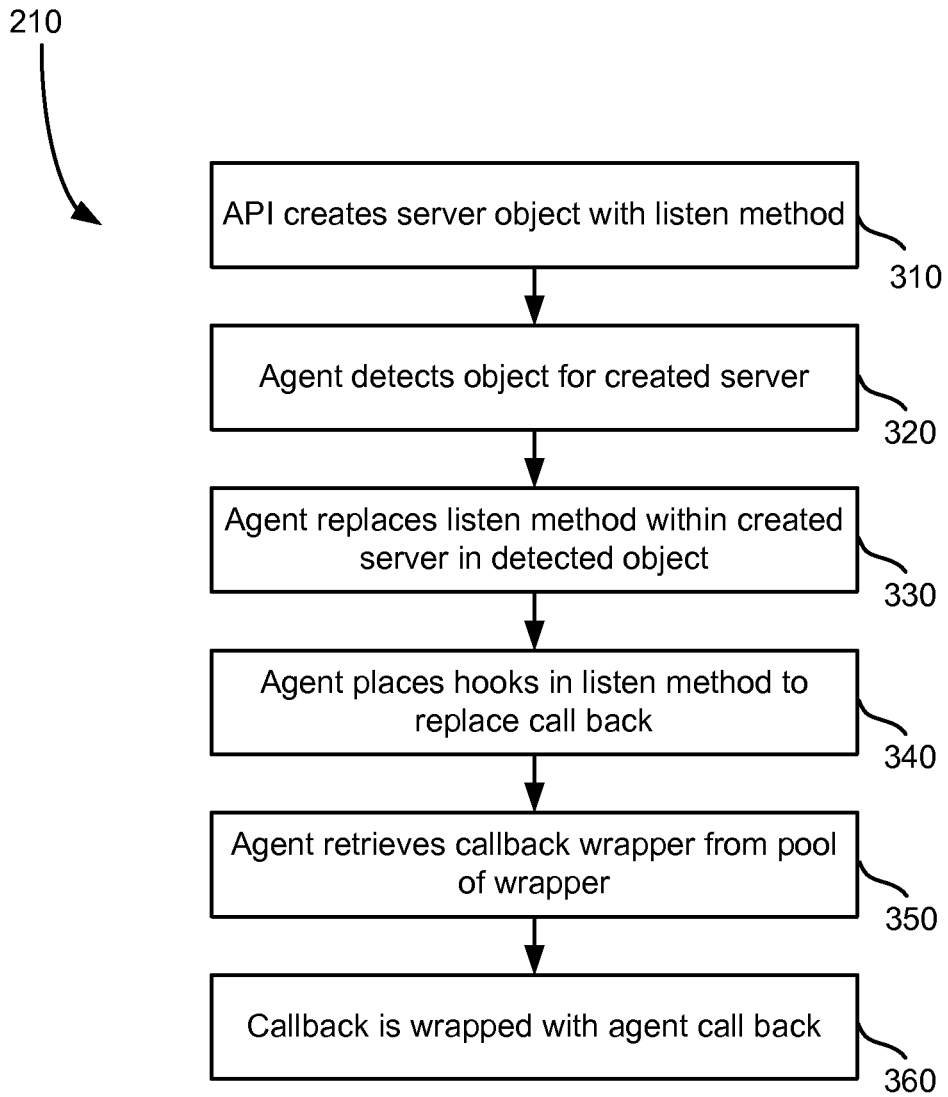 210
API creates server object with listen method
310
Agent detects object for created server
320
Agent replaces listen method within created
server in detected object
330
Agent places hooks in listen method to
replace call back
340
Agent retrieves callback wrapper from pool
of wrapper
350
Callback is wrapped with agent call back
360